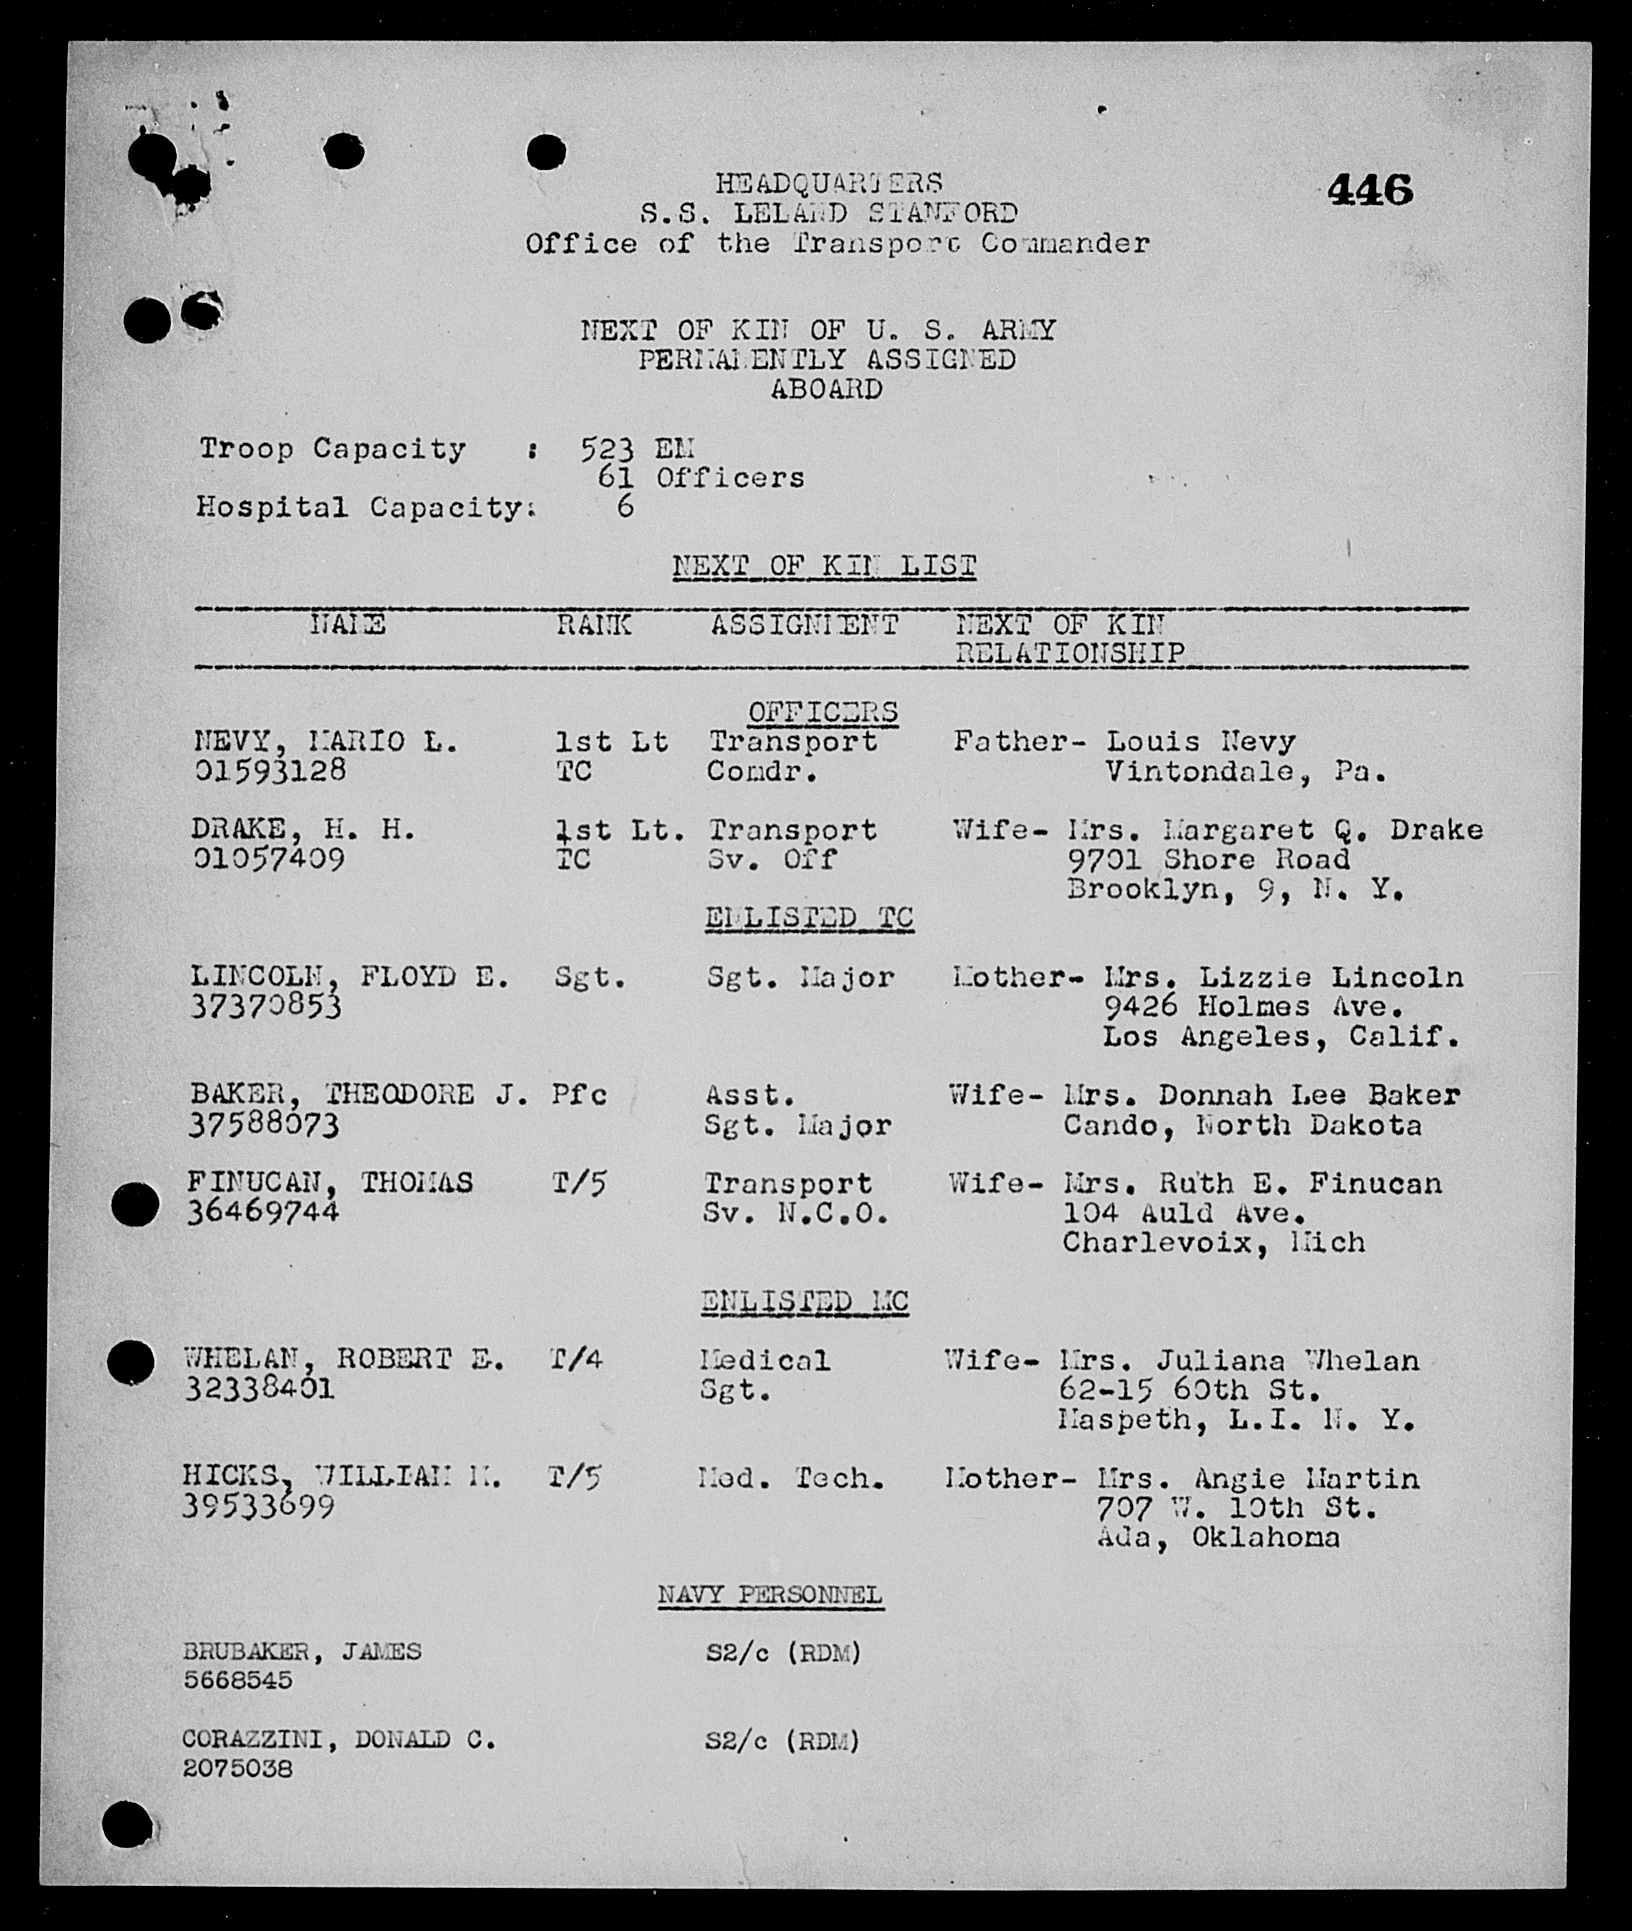 446
HEADQUARTERS
S.S. LELAND STANFORD
Office of the Transport Commander
NEXT OF KIN OF U. S. ARMY
PERMANENTLY ASSIGNED
ABOARD
Troop Capacity : 523 EM
61 Officers
Hospital Capacity: 6
NEXT OF KIN LIST
NAME RANK ASSIGNMENT NEXT OF KIN
RELATIONSHIP
OFFICERS
NEVY, MARIO L. 1st Lt Transport Father- Louis Nevy
01593128 TC Comdr. Vintondale, Pa.
DRAKE, H. H. 1st Lt. Transport Wife- Mrs. Margaret Q. Drake
01057409 TC Sv. Off 9701 Shore Road
Brooklyn, 9, N. Y.
ENLISTED TC
LINCOLN, FLOYD E. Sgt. Sgt. Major Mother- Mrs. Lizzie Lincoln
37370853 9426 Holmes Ave.
Los Angeles, Calif.
BAKER, THEODORE J. Pfc Asst. Wife- Mrs. Donnah Lee Baker
37588073 Sgt. Major Cando, North Dakota
FINUCAN, THOMAS T/5 Transport Wife- Mrs. Ruth E. Finucan
36469744 Sv. N.C.O. 104 Auld Ave.
Charlevoix, Mich
ENLISTED MC
WHELAN, ROBERT E. T/4 Medical Wife- Mrs. Juliana Whelan
32338401 Sgt. 62-15 60th St.
Maspeth, L.I. N. Y.
HICKS, WILLIAM M. T/5 Med. Tech. Mother- Mrs. Angie Martin
39533699 707 W. 10th St.
Ada, Oklahoma
NAVY PERSONNEL
BRUBAKER, JAMES S2/c (RDM)
5668545
CORAZZINI, DONALD C. S2/c (RDM)
2075038